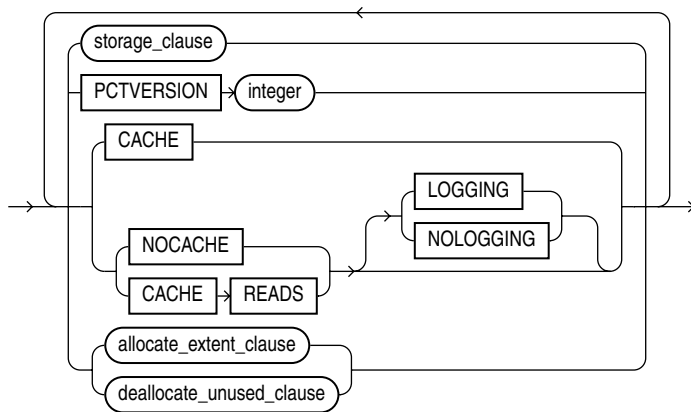 storage_clause
PCTVERSION integer
CACHE
LOGGING
NOCACHE NOLOGGING
CACHE READS
allocate_extent_clause
deallocate_unused_clause